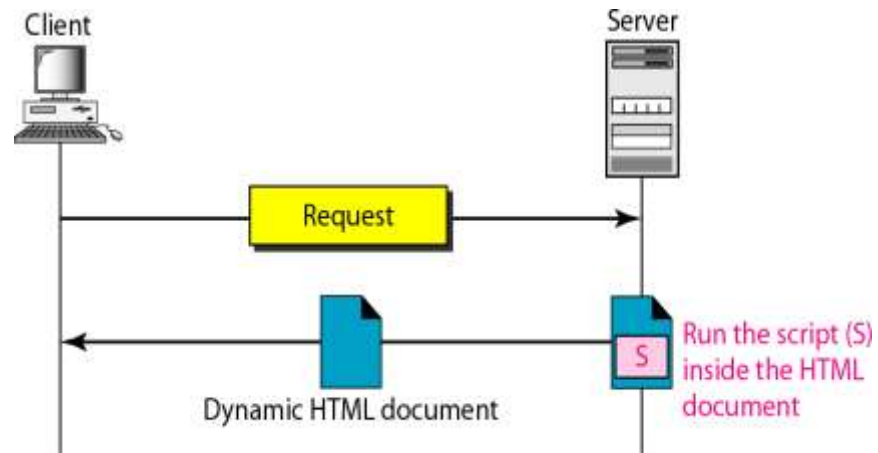 Client
Server
Request
S
Run the script (S)
inside the HTML
document
Dynamic HTML document